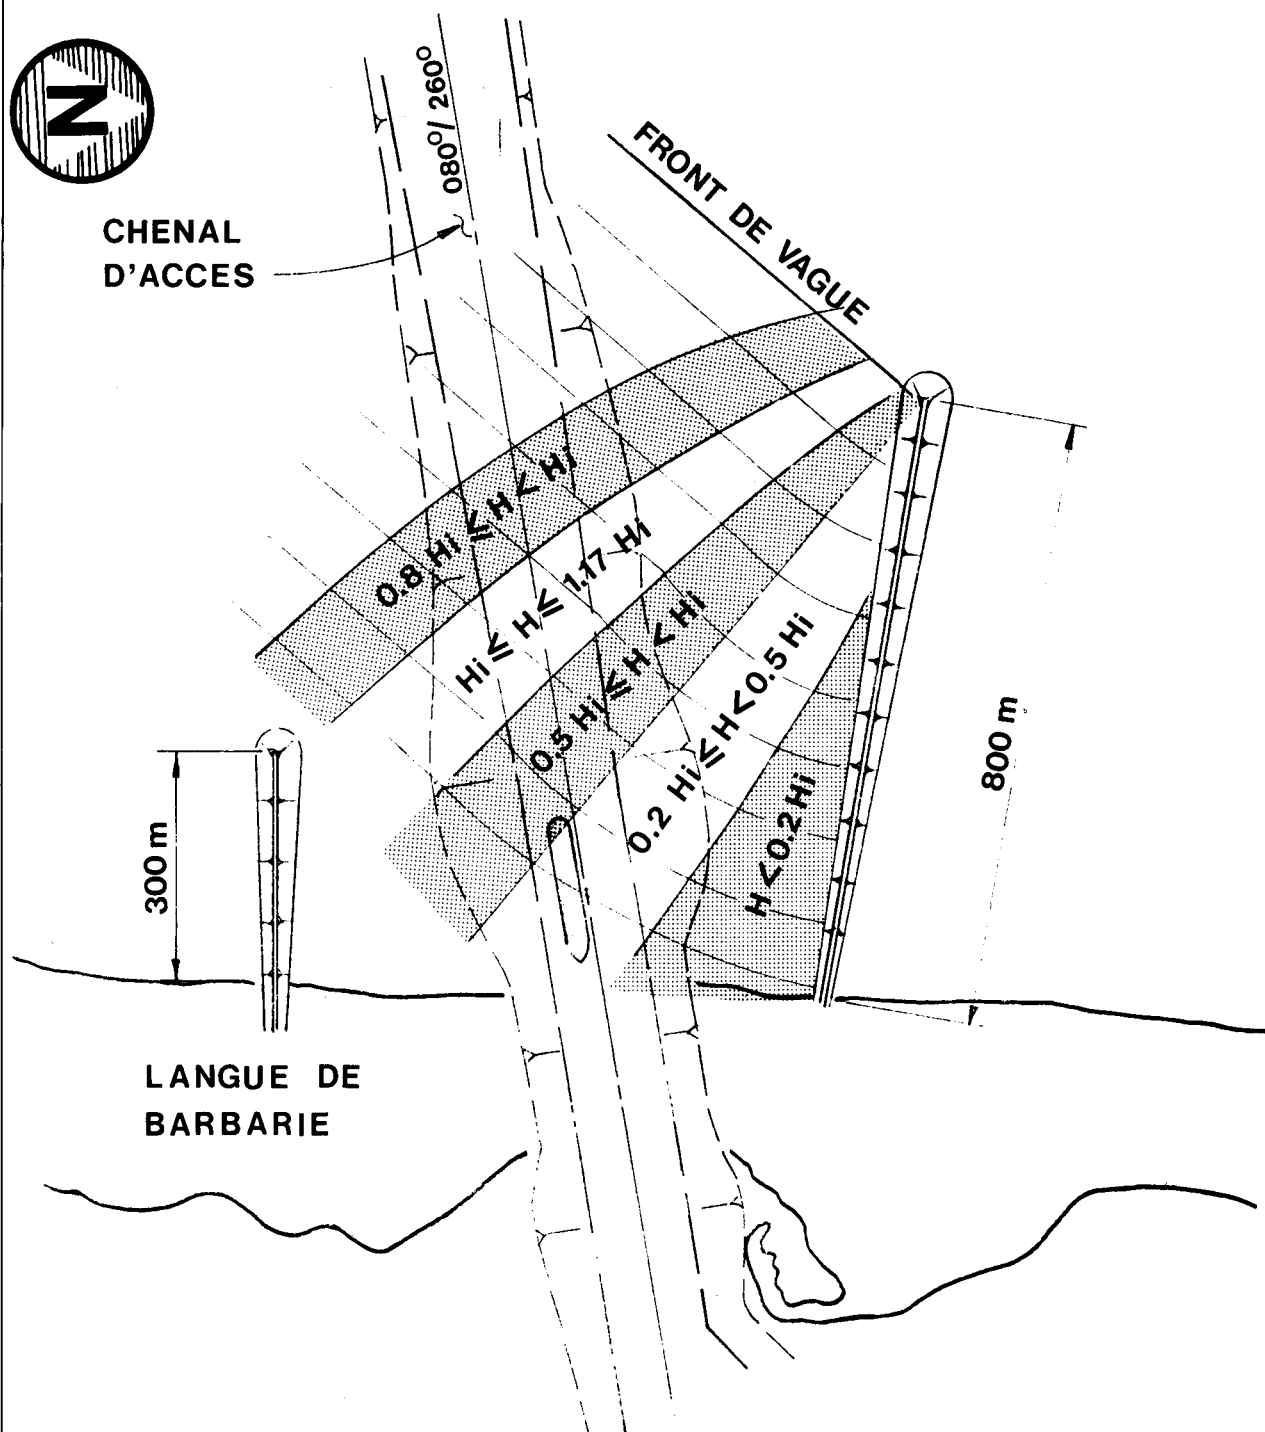 N
080°/260°
CHENAL
D'ACCES
FRONT DE VAGUE
0.8 Hi ≦ H < Hi
Hi ≦ H ≦ 1.17 Hi
0.5 Hi ≦ H < Hi
0.2 Hi ≦ H < 0.5 Hi
H < 0.2 Hi
800 m
300 m
LANGUE DE
BARBARIE